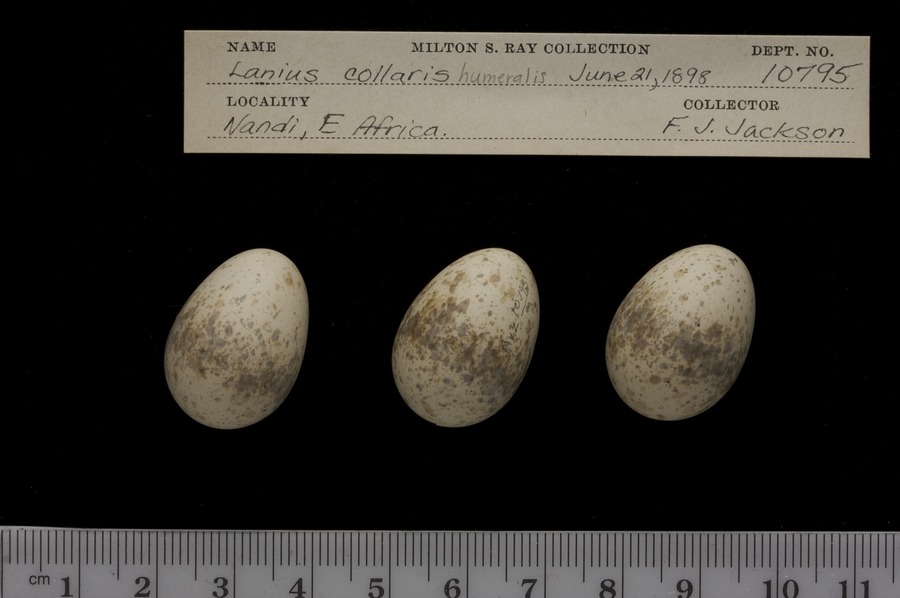 NAME MILTON S. RAY COLLECTION DEPT. NO.
Lanius collaris humeralis June 21, 1898 10795
LOCALITY COLLECTOR
Nandi, E Africa. F. J. Jackson
cm 1 2 3 4 5 6 7 8 9 10 11